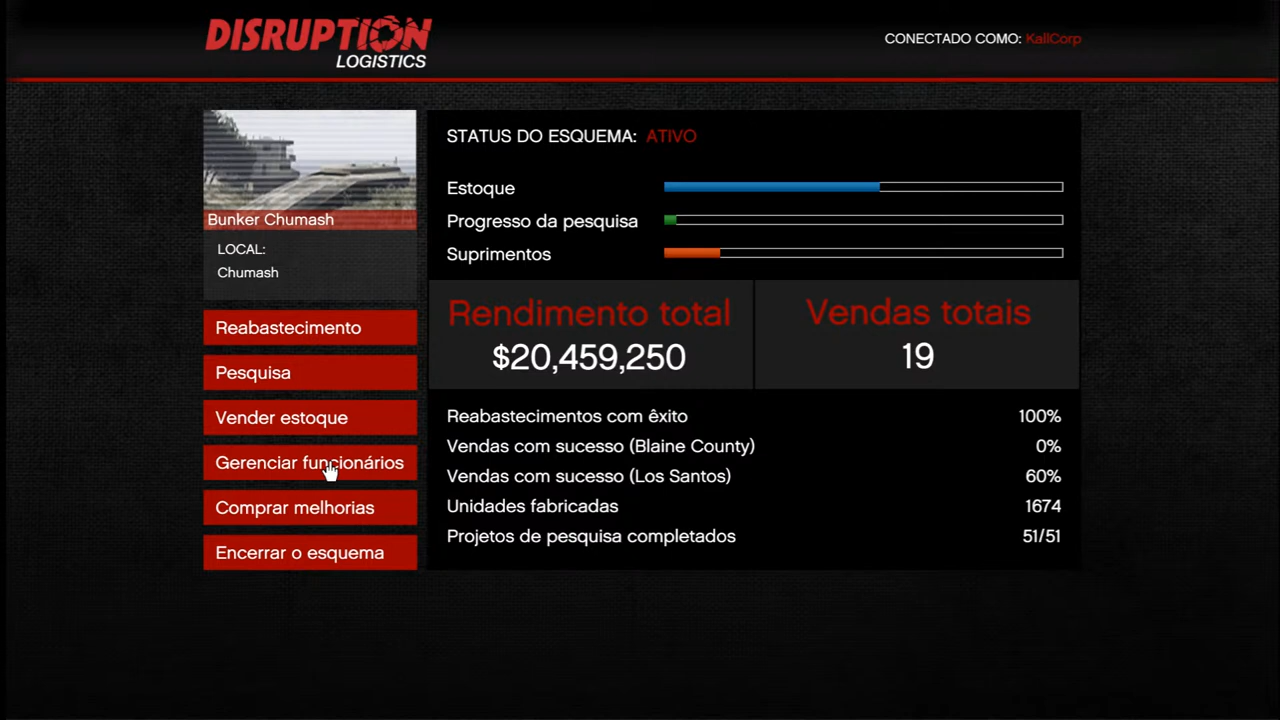 DISRUPTION
LOGISTICS
CONECTADO COMO: KallCorp
Bunker Chumash
LOCAL:
Chumash
Reabastecimento
Pesquisa
Vender estoque
Gerenciar funcionários
Comprar melhorias
Encerrar o esquema
STATUS DO ESQUEMA: ATIVO
Estoque
Progresso da pesquisa
Suprimentos
Rendimento total
$20,459,250
Vendas totais
19
Reabastecimentos com êxito 100%
Vendas com sucesso (Blaine County) 0%
Vendas com sucesso (Los Santos) 60%
Unidades fabricadas 1674
Projetos de pesquisa completados 51/51